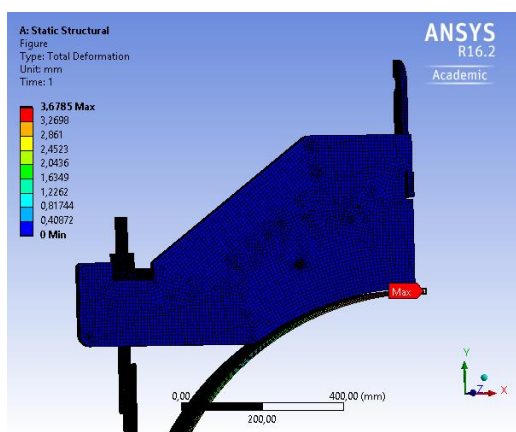 A: Static Structural
Figure
Type: Total Deformation
Unit: mm
Time: 1
3,6785 Max
3,2698
2,861
2,4523
2,0436
1,6349
1,2262
0,81744
0,40872
0 Min
ANSYS
R16.2
Academic
Max
0,00
400,00 (mm)
200,00
Y
Z
X